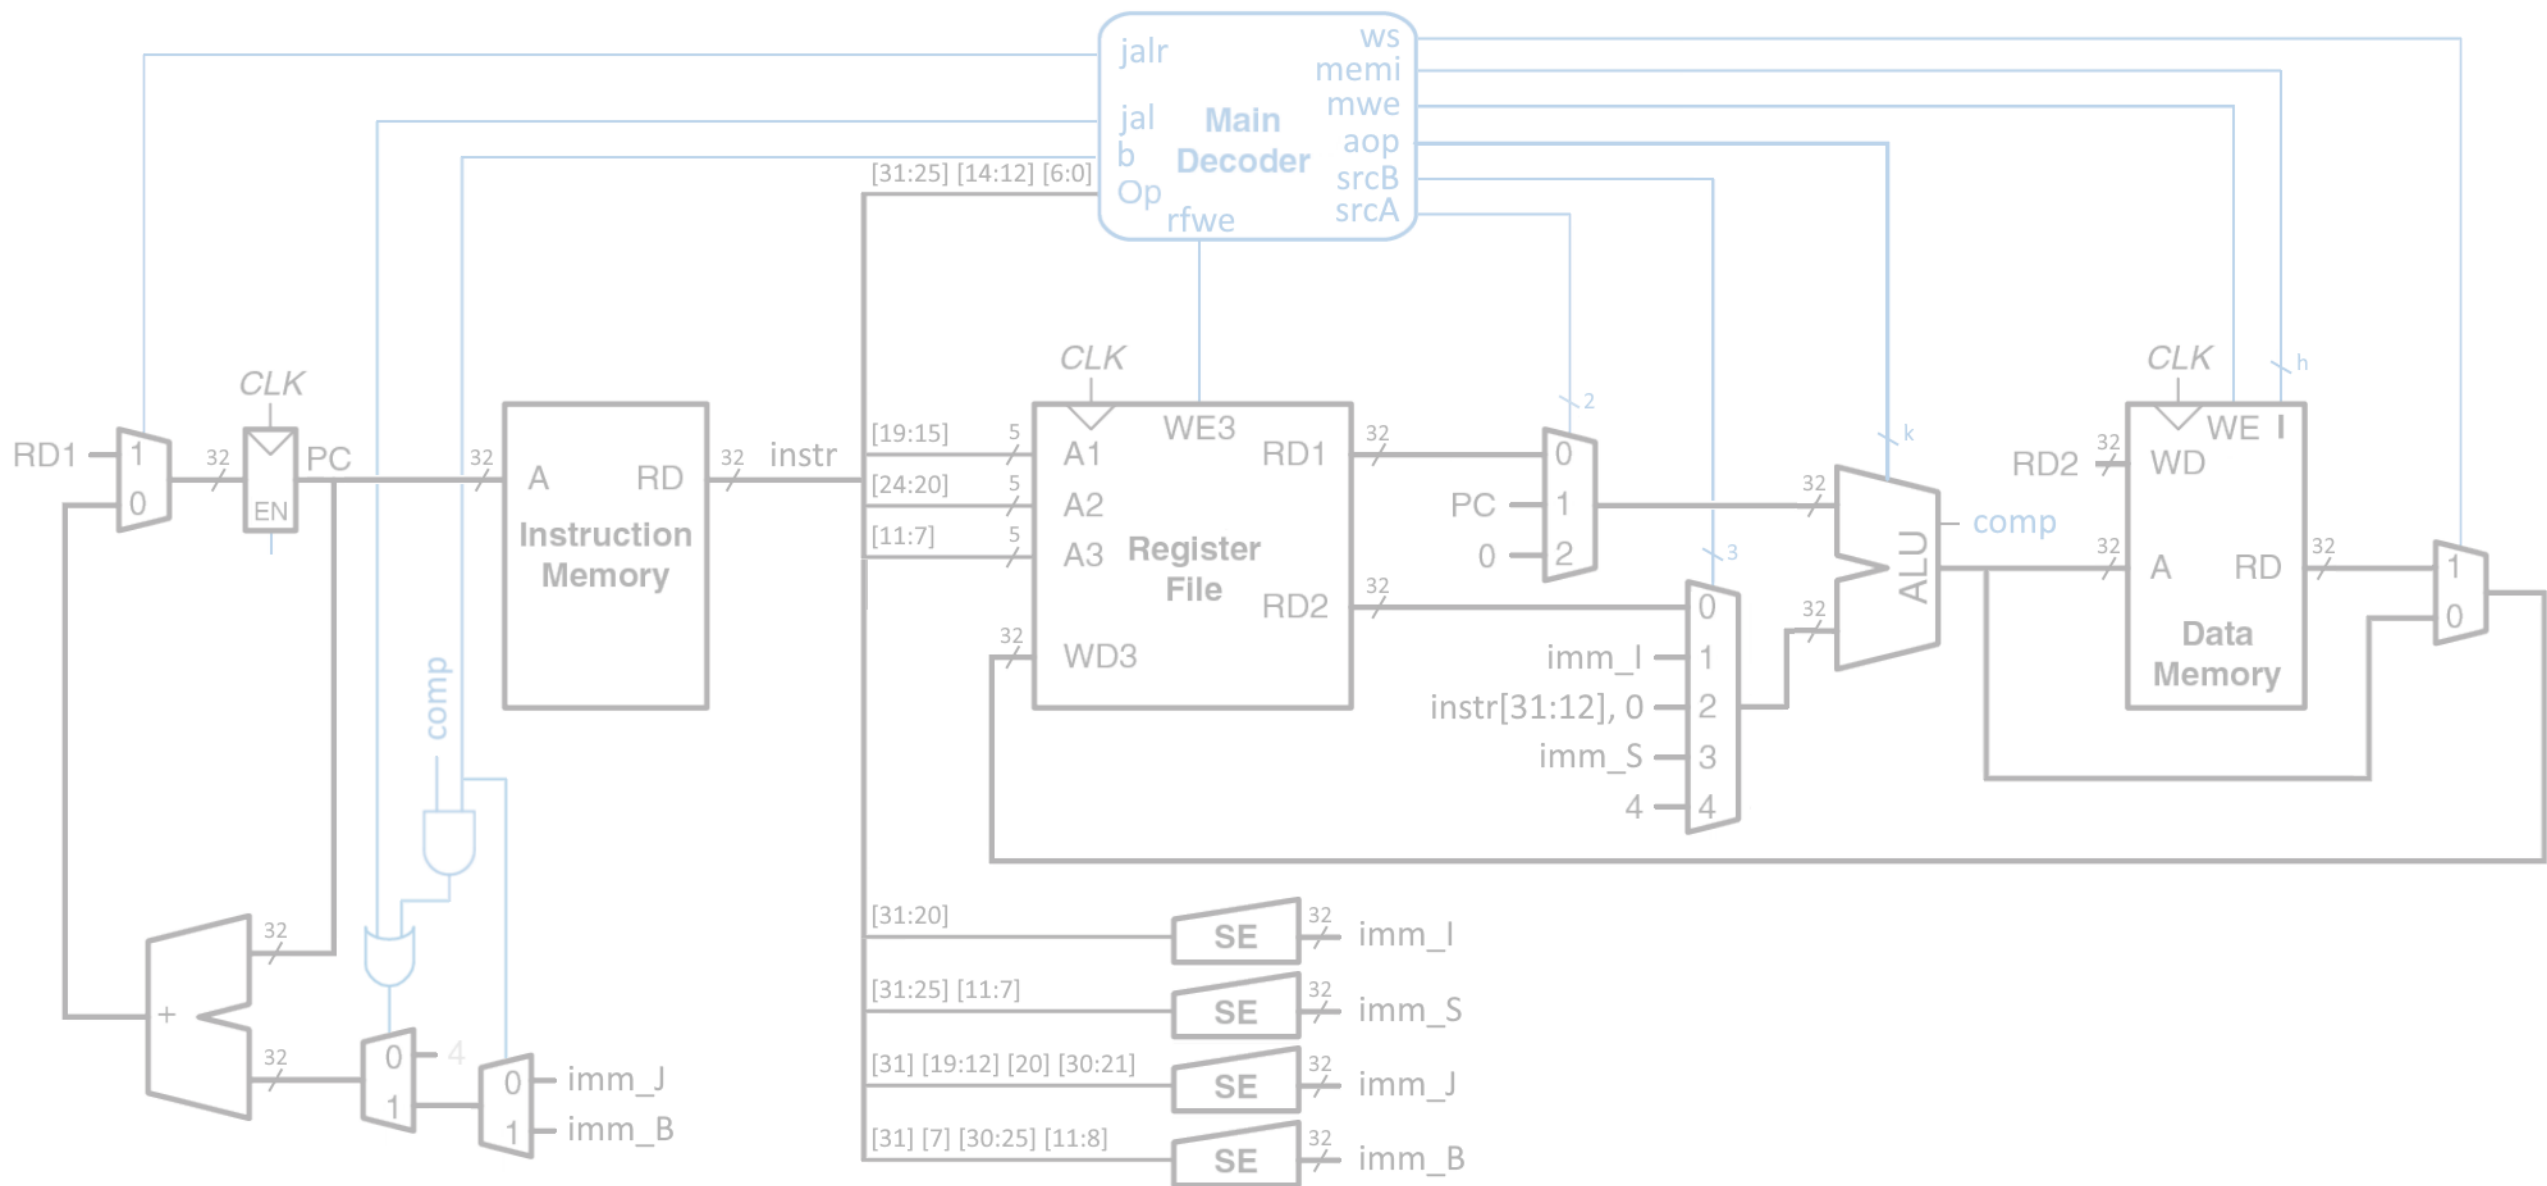 jalr
jal
b
Op
rfwe
Main
Decoder
ws
memi
mwe
aop
srcB
srcA
[31:25] [14:12] [6:0]
RD1
1
0
32
CLK
EN
PC
32
A
RD
Instruction
Memory
32
instr
[19:15]
5
[24:20]
5
[11:7]
5
CLK
WE3
A1
A2
A3
RD1
Register
File
RD2
32
WD3
32
32
2
0
PC
1
0
2
3
0
imm_I
1
instr[31:12], 0
2
imm_S
3
4
4
32
32
k
ALU
comp
CLK
h
WE I
RD2
32
WD
32
A
RD
Data
Memory
32
1
0
comp
32
+
32
0
4
1
0
imm_J
1
imm_B
[31:20]
SE
32
imm_I
[31:25] [11:7]
SE
32
imm_S
[31] [19:12] [20] [30:21]
SE
32
imm_J
[31] [7] [30:25] [11:8]
SE
32
imm_B